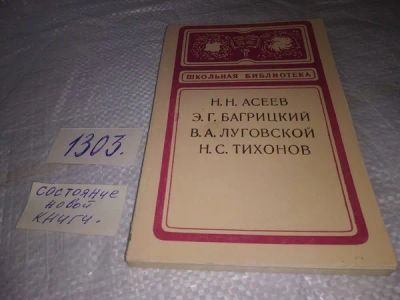 ШКОЛЬНАЯ БИБЛИОТЕКА
Н. Н. АСЕЕВ
Э. Г. БАГРИЦКИЙ
В. А. ЛУГОВСКОЙ
Н. С. ТИХОНОВ
1303.
состояние
новой
книги.